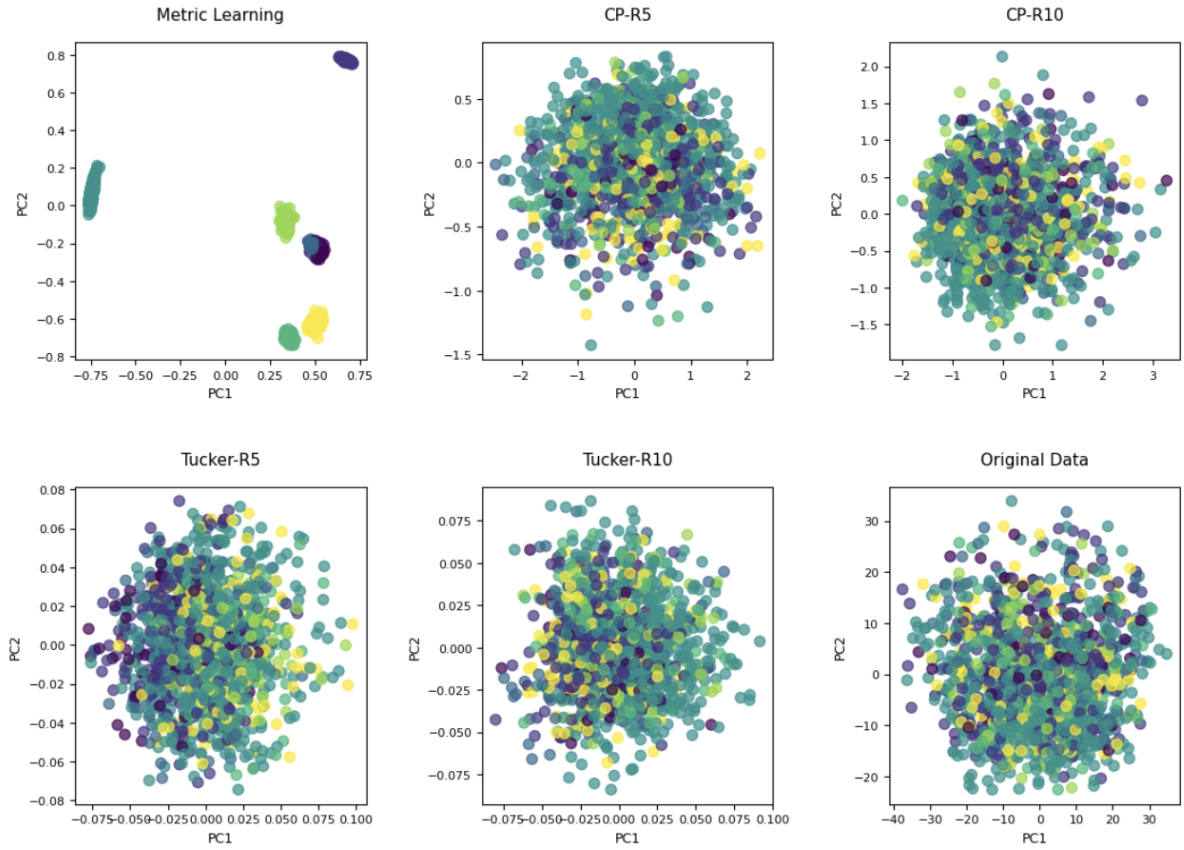 Metric Learning
CP-R5
CP-R10
0.8
0.6
0.4
0.2
0.0
−0.2
−0.4
−0.6
−0.8
PC2
−0.75 −0.50 −0.25 0.00 0.25 0.50 0.75
PC1
0.5
0.0
−0.5
−1.0
−1.5
PC2
−2 −1 0 1 2
PC1
2.0
1.5
1.0
0.5
0.0
−0.5
−1.0
−1.5
PC2
−2 −1 0 1 2 3
PC1
Tucker-R5
Tucker-R10
Original Data
0.08
0.06
0.04
0.02
0.00
−0.02
−0.04
−0.06
−0.08
PC2
−0.075 −0.050 −0.025 0.000 0.025 0.050 0.075 0.100
PC1
0.075
0.050
0.025
0.000
−0.025
−0.050
−0.075
PC2
−0.075 −0.050 −0.025 0.000 0.025 0.050 0.075 0.100
PC1
30
20
10
0
−10
−20
PC2
−40 −30 −20 −10 0 10 20 30
PC1